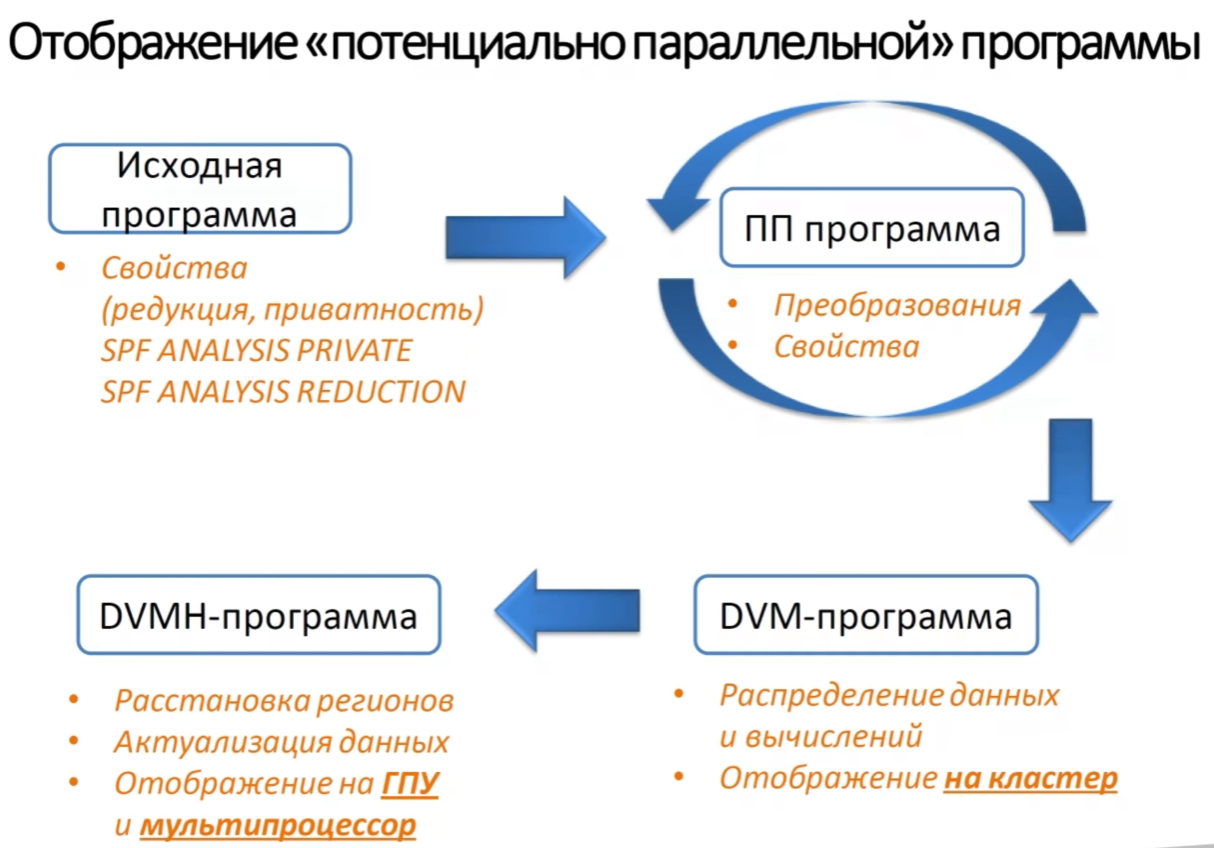 Отображение «потенциально параллельной» программы
Исходная
программа
• Свойства
(редукция, приватность)
SPF ANALYSIS PRIVATE
SPF ANALYSIS REDUCTION
ПП программа
• Преобразования
• Свойства
DVMH-программа
• Расстановка регионов
• Актуализация данных
• Отображение на ГПУ
и мультипроцессор
DVM-программа
• Распределение данных
и вычислений
• Отображение на кластер